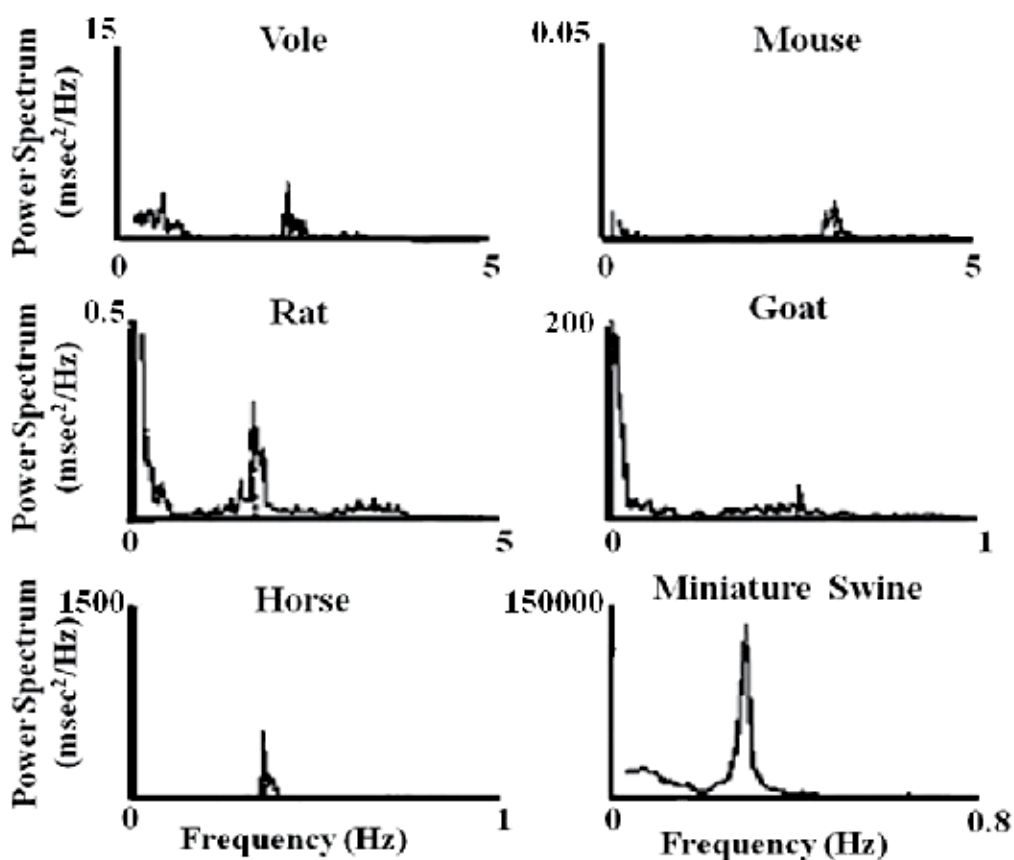 Vole
15
Power Spectrum
(msec²/Hz)
0
5
Mouse
0.05
0
5
Rat
0.5
Power Spectrum
(msec²/Hz)
0
5
Goat
200
0
1
Horse
1500
Power Spectrum
(msec²/Hz)
0
1
Frequency (Hz)
Miniature Swine
150000
0
0.8
Frequency (Hz)